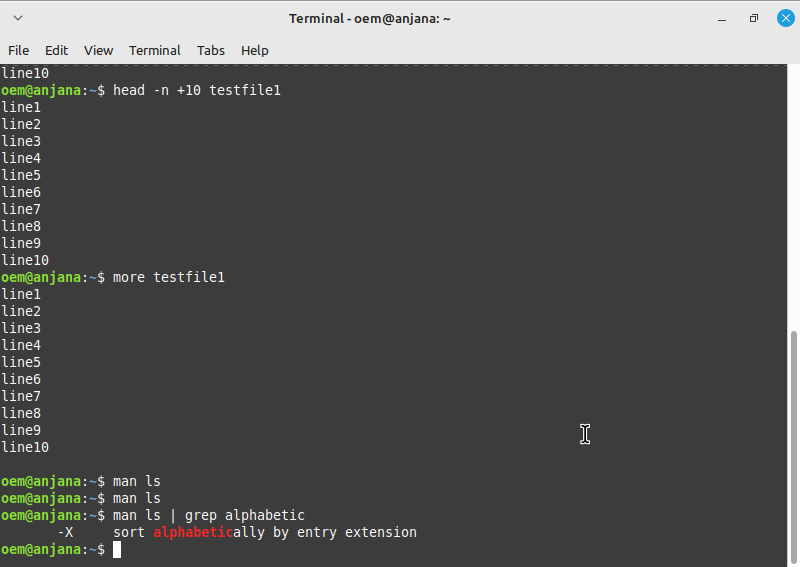 Terminal - oem@anjana: ~
File Edit View Terminal Tabs Help
line10
oem@anjana:~$ head -n +10 testfile1
line1
line2
line3
line4
line5
line6
line7
line8
line9
line10
oem@anjana:~$ more testfile1
line1
line2
line3
line4
line5
line6
line7
line8
line9
line10
oem@anjana:~$ man ls
oem@anjana:~$ man ls
oem@anjana:~$ man ls | grep alphabetic
       -X     sort alphabetically by entry extension
oem@anjana:~$